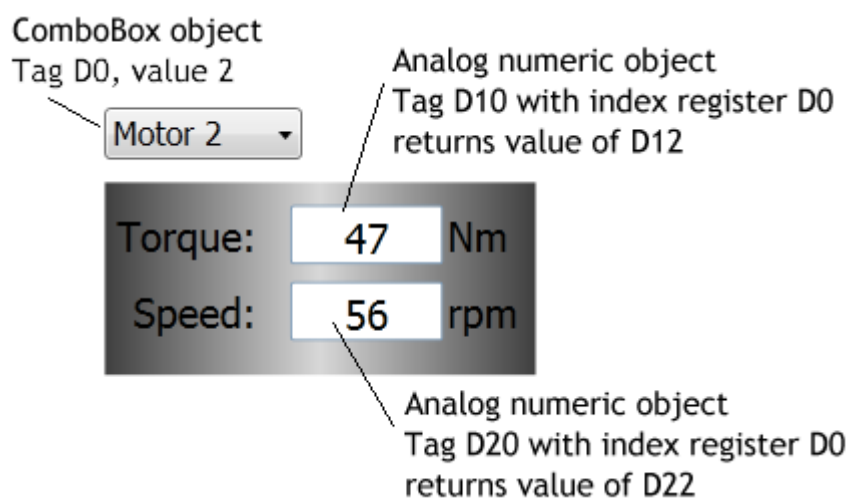 ComboBox object
Tag D0, value 2
Analog numeric object
Tag D10 with index register D0
returns value of D12
Motor 2
Torque: 47 Nm
Speed: 56 rpm
Analog numeric object
Tag D20 with index register D0
returns value of D22